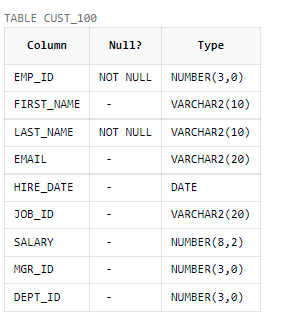 TABLE CUST_100
Column Null? Type
EMP_ID NOT NULL NUMBER(3,0)
FIRST_NAME - VARCHAR2(10)
LAST_NAME NOT NULL VARCHAR2(10)
EMAIL - VARCHAR2(20)
HIRE_DATE - DATE
JOB_ID - VARCHAR2(20)
SALARY - NUMBER(8,2)
MGR_ID - NUMBER(3,0)
DEPT_ID - NUMBER(3,0)